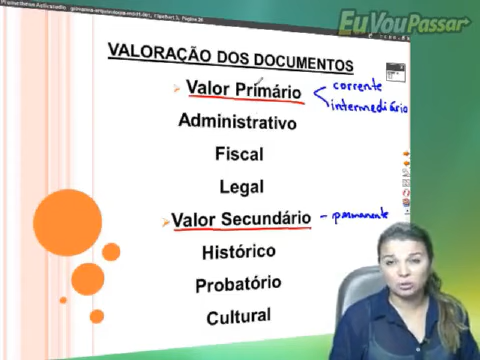 EuVouPassar
VALORAÇÃO DOS DOCUMENTOS
Valor Primário
corrente
intermediário
Administrativo
Fiscal
Legal
Valor Secundário
- permanente
Histórico
Probatório
Cultural